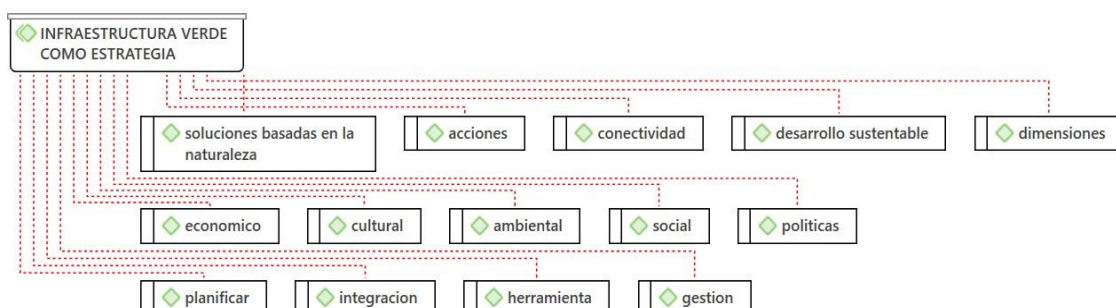 INFRAESTRUCTURA VERDE
COMO ESTRATEGIA
soluciones basadas en la
naturaleza
acciones
conectividad
desarrollo sustentable
dimensiones
economico
cultural
ambiental
social
politicas
planificar
integracion
herramienta
gestion